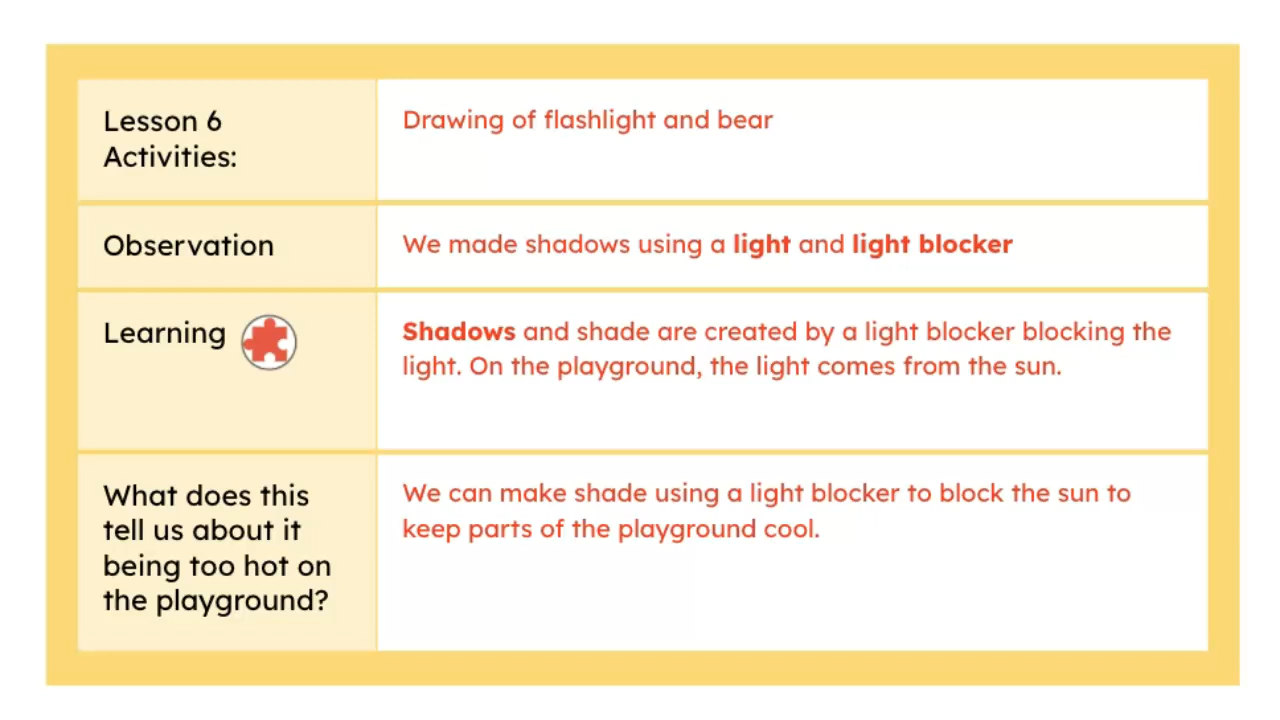 Lesson 6
Activities:
Drawing of flashlight and bear
Observation
We made shadows using a light and light blocker
Learning
Shadows and shade are created by a light blocker blocking the
light. On the playground, the light comes from the sun.
What does this
tell us about it
being too hot on
the playground?
We can make shade using a light blocker to block the sun to
keep parts of the playground cool.